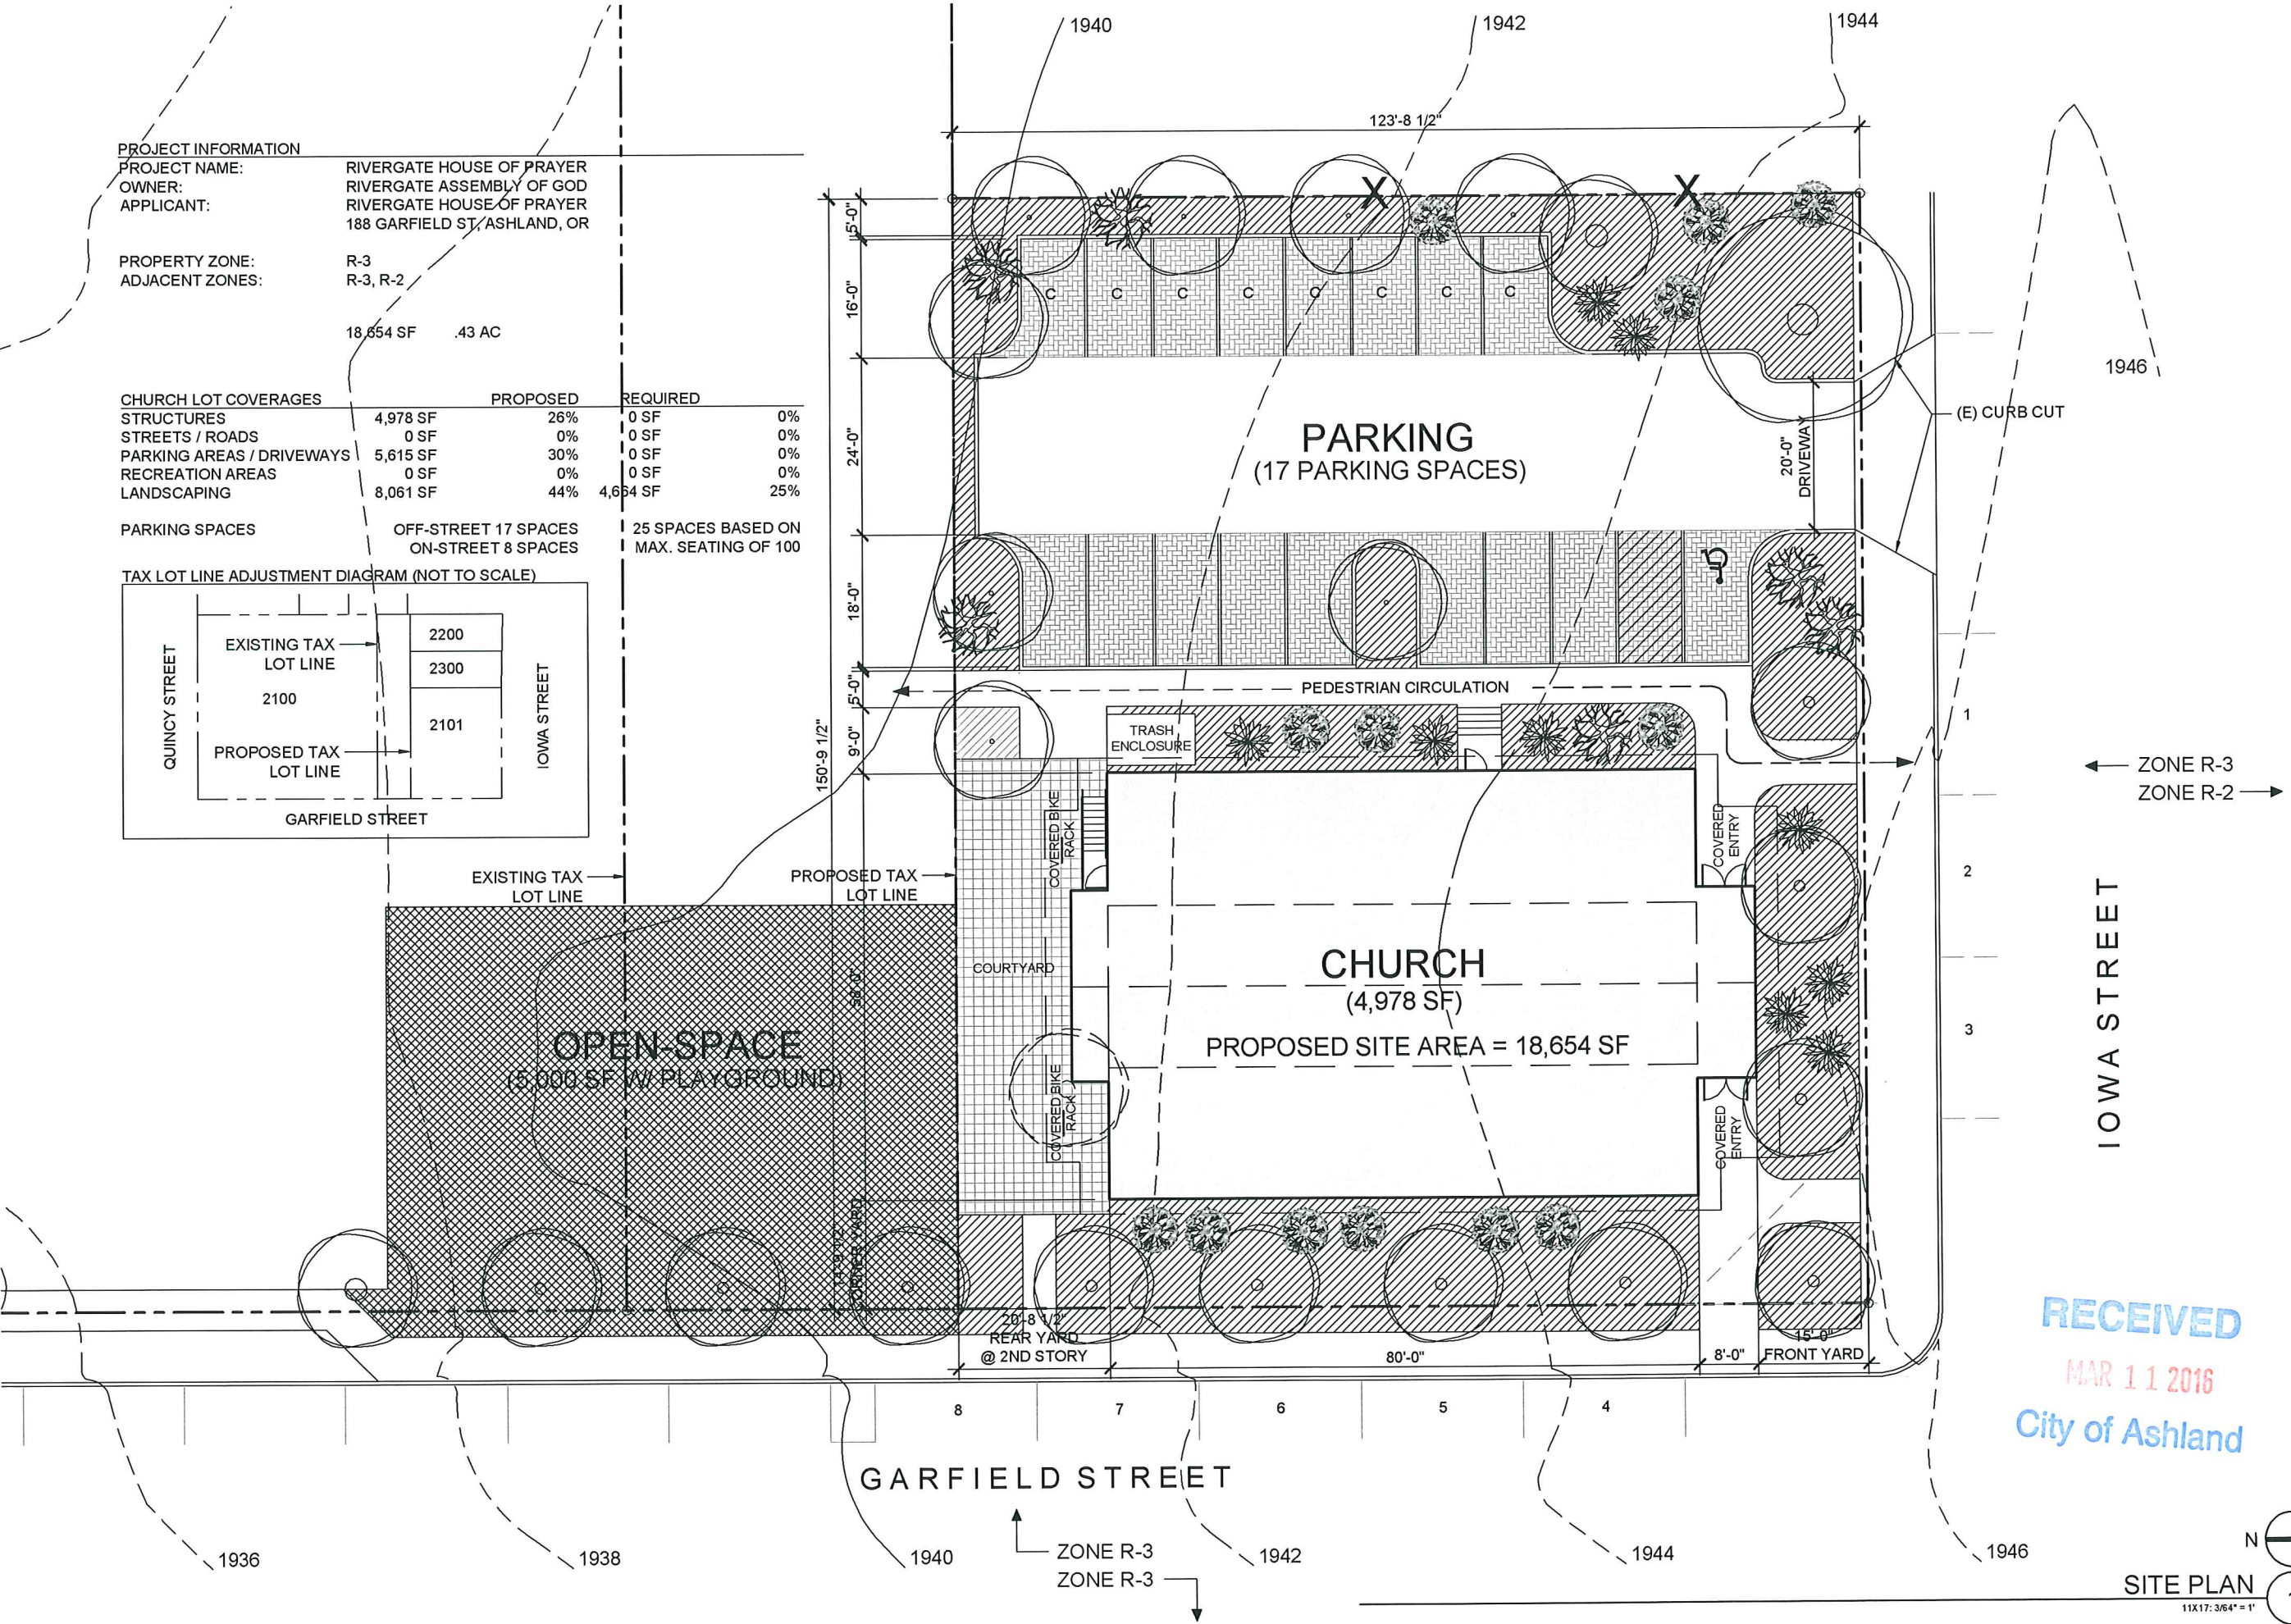 1940
1942
1944
123'-8 1/2"
PROJECT INFORMATION
PROJECT NAME: RIVERGATE HOUSE OF PRAYER
OWNER: RIVERGATE ASSEMBLY OF GOD
APPLICANT: RIVERGATE HOUSE OF PRAYER
188 GARFIELD ST, ASHLAND, OR
PROPERTY ZONE: R-3
ADJACENT ZONES: R-3, R-2
18,654 SF .43 AC
CHURCH LOT COVERAGES PROPOSED REQUIRED
STRUCTURES 4,978 SF 26% 0 SF 0%
STREETS / ROADS 0 SF 0% 0 SF 0%
PARKING AREAS / DRIVEWAYS 5,615 SF 30% 0 SF 0%
RECREATION AREAS 0 SF 0% 0 SF 0%
LANDSCAPING 8,061 SF 44% 4,664 SF 25%
PARKING SPACES OFF-STREET 17 SPACES 25 SPACES BASED ON
ON-STREET 8 SPACES MAX. SEATING OF 100
TAX LOT LINE ADJUSTMENT DIAGRAM (NOT TO SCALE)
EXISTING TAX
LOT LINE
2200
2300
2100
2101
PROPOSED TAX
LOT LINE
QUINCY STREET
IOWA STREET
GARFIELD STREET
X X
5'-0"
16'-0"
24'-0"
18'-0"
5'-0"
9'-0"
150'-9 1/2"
C C C C C C C C
PARKING
(17 PARKING SPACES)
20'-0"
DRIVEWAY
1946
(E) CURB CUT
PEDESTRIAN CIRCULATION
TRASH
ENCLOSURE
COVERED BIKE
RACK
COVERED
ENTRY
1
ZONE R-3
ZONE R-2
2
3
EXISTING TAX
LOT LINE
PROPOSED TAX
LOT LINE
COURTYARD
CHURCH
(4,978 SF)
PROPOSED SITE AREA = 18,654 SF
OPEN-SPACE
(5,000 SF W/ PLAYGROUND)
COVERED BIKE
RACK
COVERED
ENTRY
IOWA STREET
CORNER YARD
20'-8 1/2"
REAR YARD
@ 2ND STORY
80'-0"
8'-0"
15'-0"
FRONT YARD
8 7 6 5 4
RECEIVED
MAR 11 2016
City of Ashland
GARFIELD STREET
ZONE R-3
ZONE R-3
1936
1938
1940
1942
1944
1946
N
SITE PLAN
11X17: 3/64" = 1'